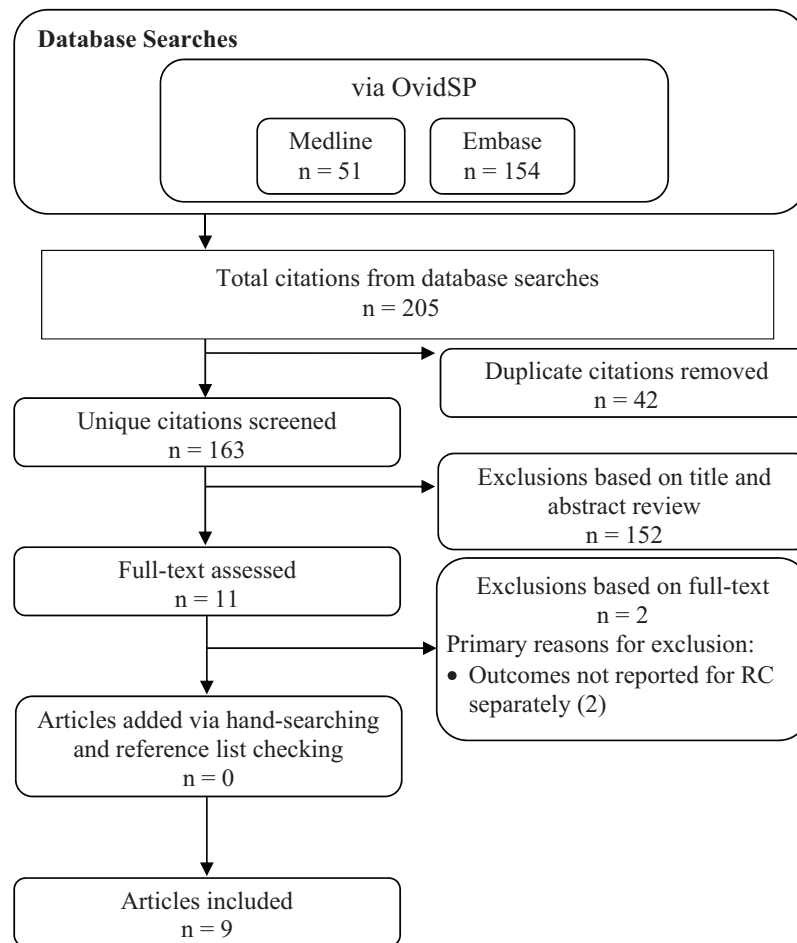 Database Searches
via OvidSP
Medline
n = 51
Embase
n = 154
Total citations from database searches
n = 205
Duplicate citations removed
n = 42
Unique citations screened
n = 163
Exclusions based on title and
abstract review
n = 152
Full-text assessed
n = 11
Exclusions based on full-text
n = 2
Primary reasons for exclusion:
• Outcomes not reported for RC
separately (2)
Articles added via hand-searching
and reference list checking
n = 0
Articles included
n = 9